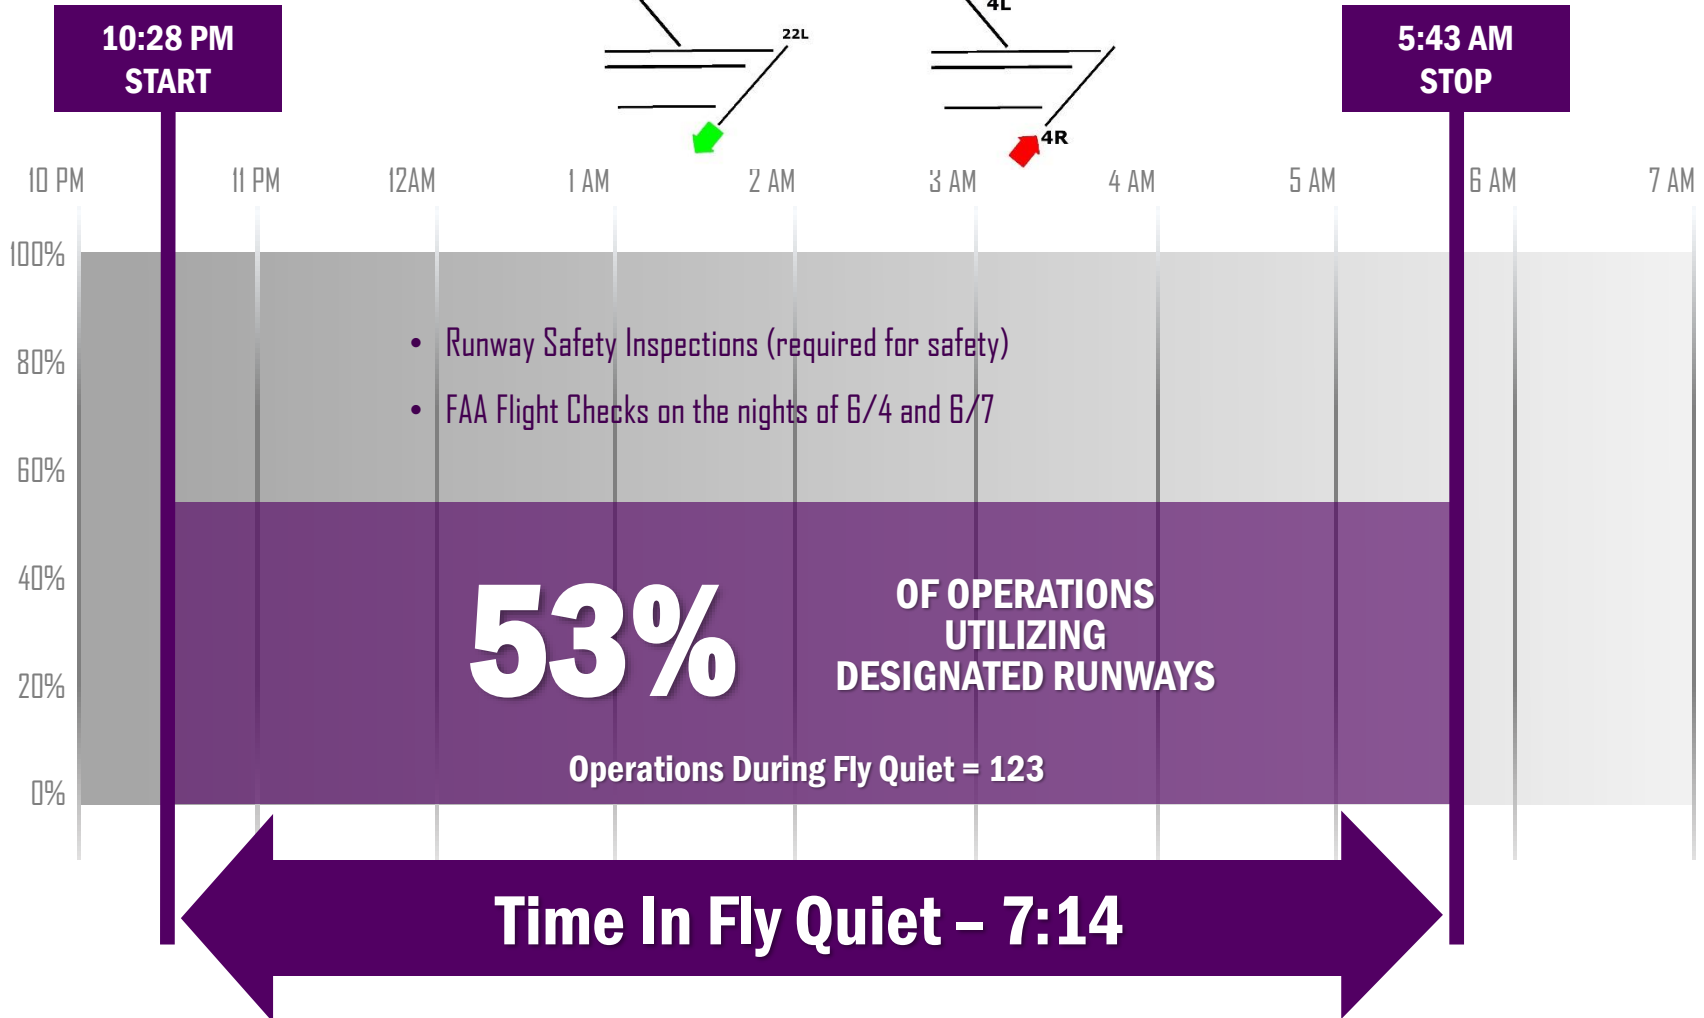 4L
10:28 PM
START
22L
5:43 AM
STOP
4R
10 PM
11 PM
12AM
1 AM
2 AM
3 AM
4 AM
5 AM
6 AM
7 AM
100%
80%
60%
40%
20%
0%
• Runway Safety Inspections (required for safety)
• FAA Flight Checks on the nights of 6/4 and 6/7
53%
OF OPERATIONS
UTILIZING
DESIGNATED RUNWAYS
Operations During Fly Quiet = 123
Time In Fly Quiet – 7:14